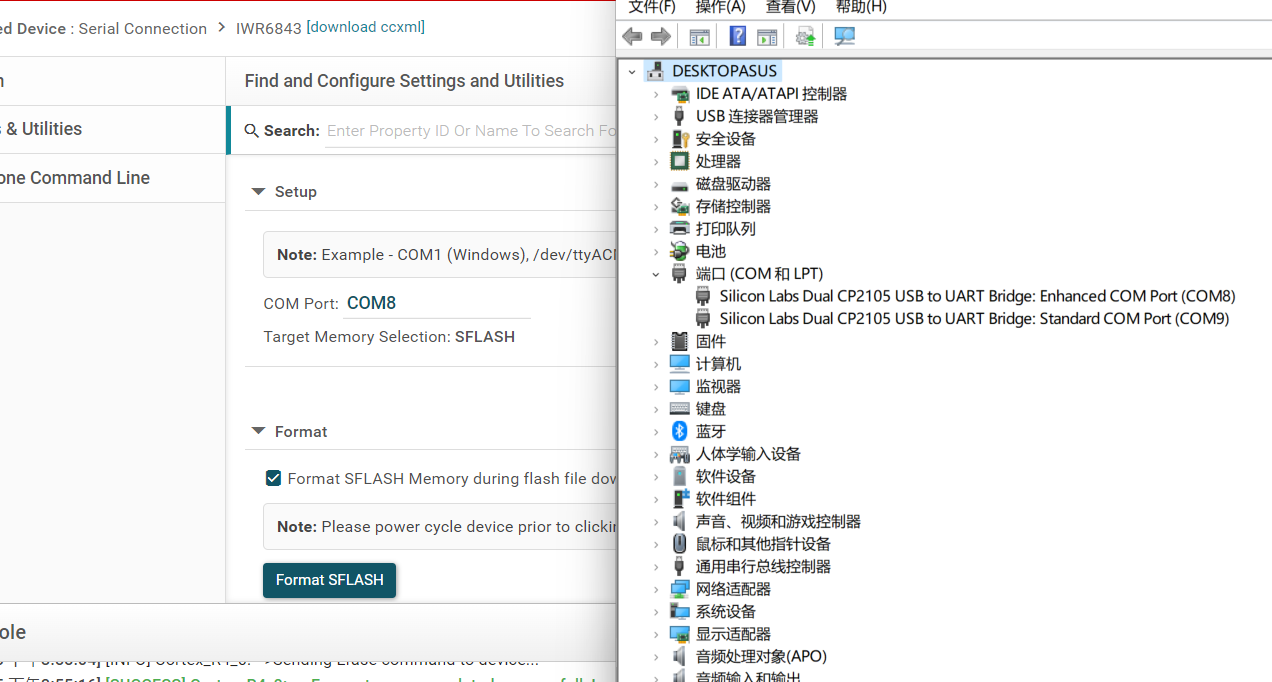 ed Device : Serial Connection > IWR6843 [download ccxml]
n
s & Utilities
one Command Line
Find and Configure Settings and Utilities
Search: Enter Property ID Or Name To Search Fo
Setup
Note: Example - COM1 (Windows), /dev/ttyACM
COM Port: COM8
Target Memory Selection: SFLASH
Format
Format SFLASH Memory during flash file dow
Note: Please power cycle device prior to clickin
Format SFLASH
ole
[INFO] Cortex_R4_0: ->Sending Erase command to device...
文件(F) 操作(A) 查看(V) 帮助(H)
DESKTOPASUS
IDE ATA/ATAPI 控制器
USB 连接器管理器
安全设备
处理器
磁盘驱动器
存储控制器
打印队列
电池
端口 (COM 和 LPT)
Silicon Labs Dual CP2105 USB to UART Bridge: Enhanced COM Port (COM8)
Silicon Labs Dual CP2105 USB to UART Bridge: Standard COM Port (COM9)
固件
计算机
监视器
键盘
蓝牙
人体学输入设备
软件设备
软件组件
声音、视频和游戏控制器
鼠标和其他指针设备
通用串行总线控制器
网络适配器
系统设备
显示适配器
音频处理对象(APO)
音频输入和输出